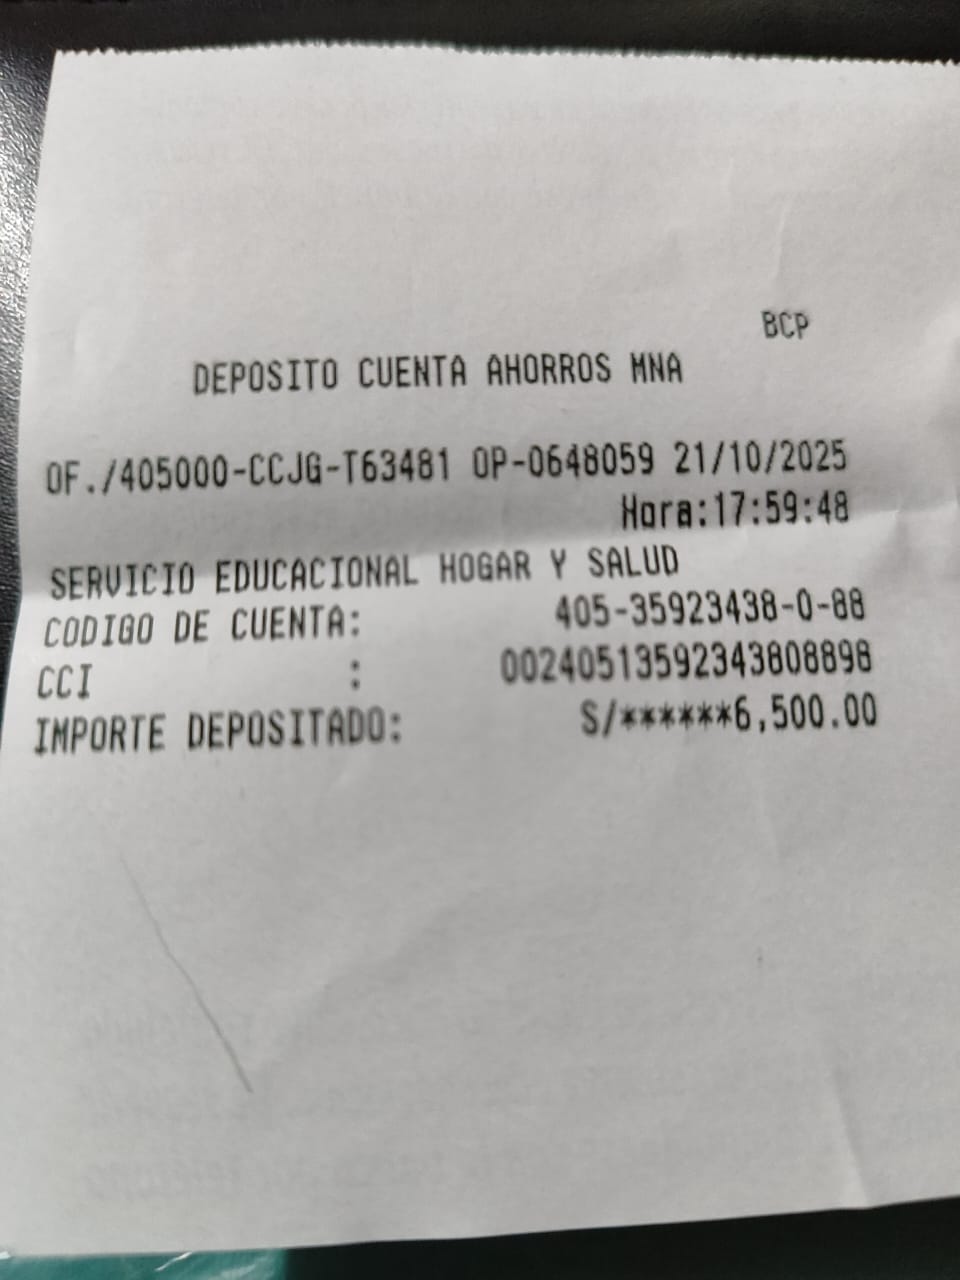 BCP
DEPOSITO CUENTA AHORROS MNA
OF./405000-CCJG-T63481 OP-0648059 21/10/2025
Hora:17:59:48
SERVICIO EDUCACIONAL HOGAR Y SALUD
CODIGO DE CUENTA: 405-35923438-0-88
CCI : 00240513592343808898
IMPORTE DEPOSITADO: S/******6,500.00